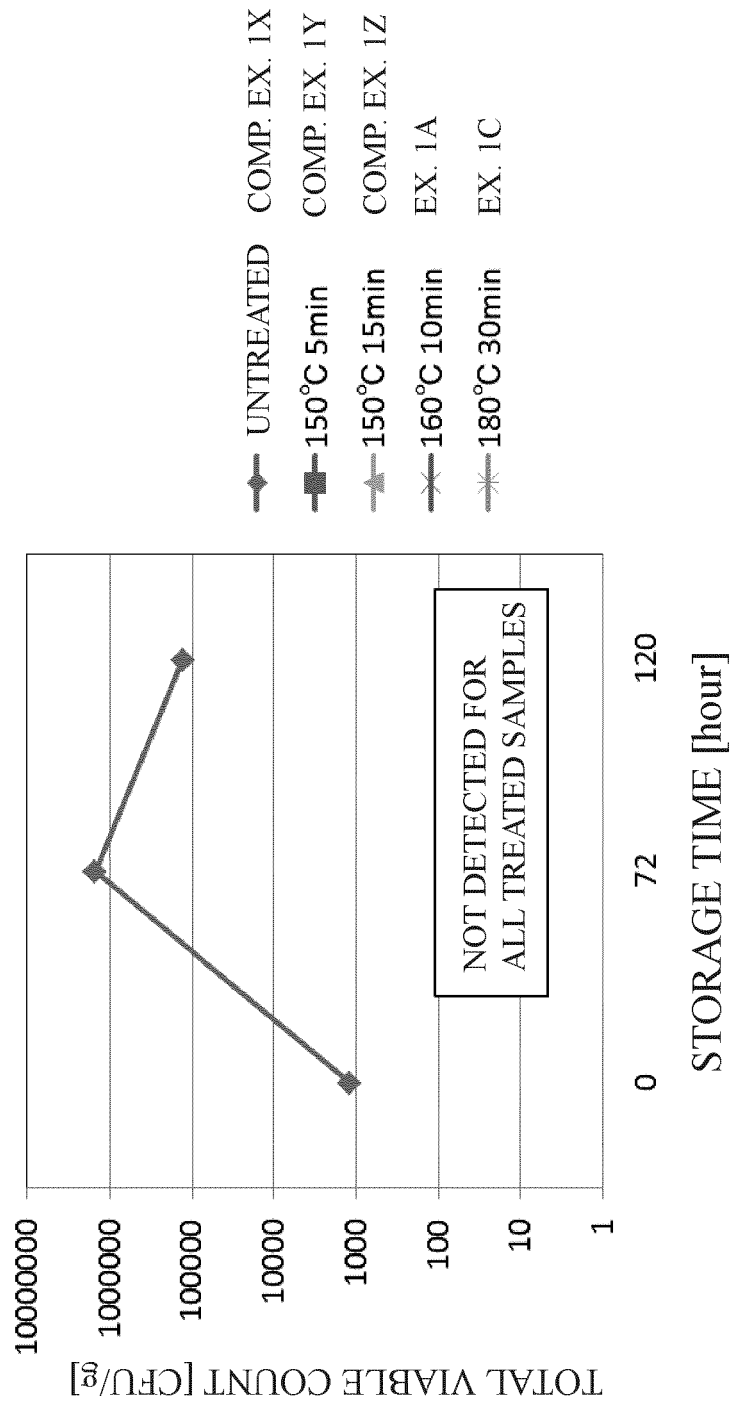 TOTAL VIABLE COUNT [CFU/g]
10000000
1000000
100000
10000
1000
100
10
1
NOT DETECTED FOR
ALL TREATED SAMPLES
0 72 120
STORAGE TIME [hour]
UNTREATED COMP. EX. 1X
150°C 5min COMP. EX. 1Y
150°C 15min COMP. EX. 1Z
160°C 10min EX. 1A
180°C 30min EX. 1C